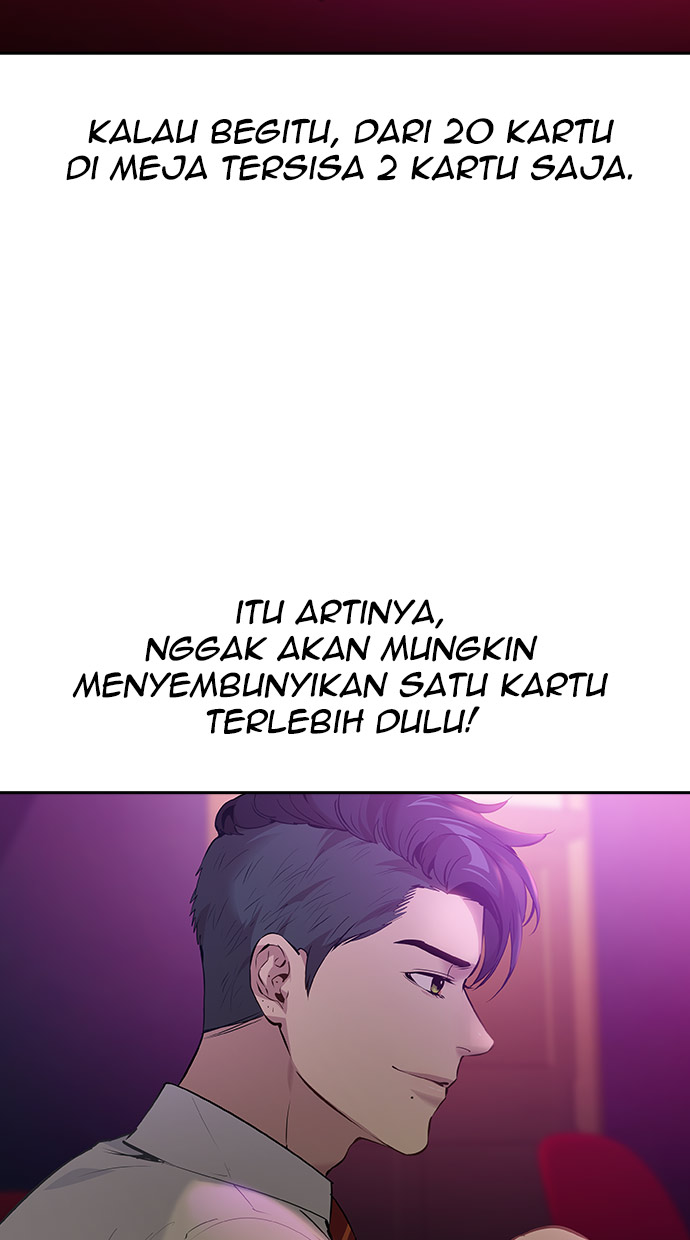 KALAU BEGITU, DARI 20 KARTU
DI MEJA TERSISA 2 KARTU SAJA.
ITU ARTINYA,
NGGAK AKAN MUNGKIN
MENYEMBUNYIKAN SATU KARTU
TERLEBIH DULU!